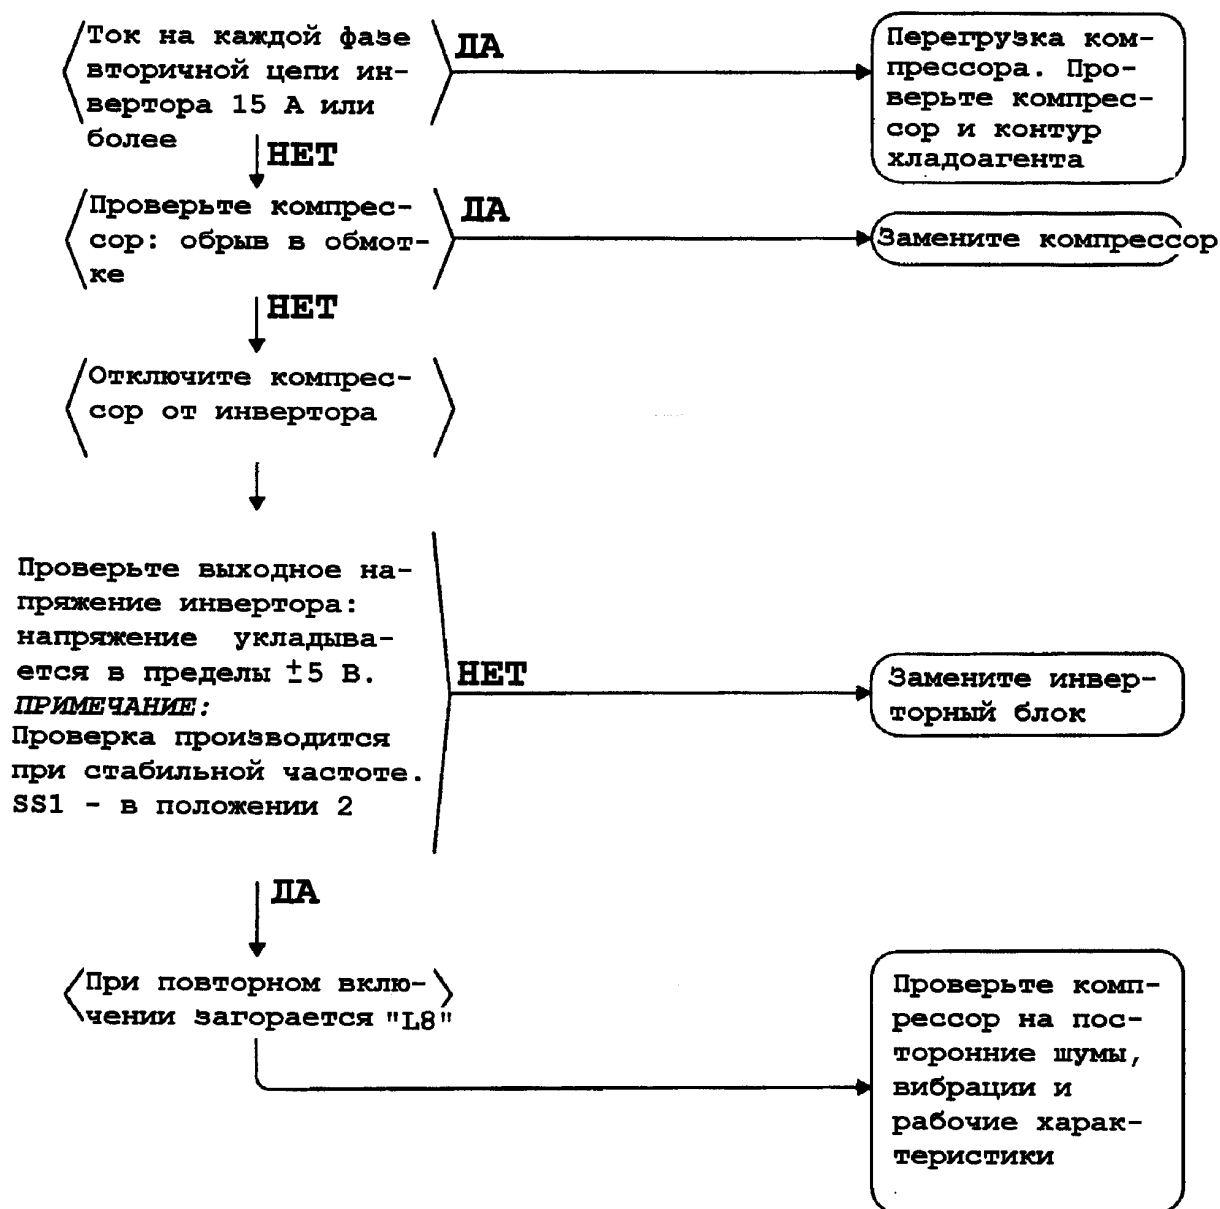 Ток на каждой фазе
вторичной цепи ин-
вертора 15 А или
более
ДА
Перегрузка ком-
прессора. Про-
верьте компрес-
сор и контур
хладоагента
НЕТ
Проверьте компрес-
сор: обрыв в обмот-
ке
ДА
Замените компрессор
НЕТ
Отключите компрес-
сор от инвертора
Проверьте выходное на-
пряжение инвертора:
напряжение укладыва-
ется в пределы ±5 В.
ПРИМЕЧАНИЕ:
Проверка производится
при стабильной частоте.
SS1 - в положении 2
НЕТ
Замените инвер-
торный блок
ДА
При повторном вклю-
чении загорается "L8"
Проверьте комп-
рессор на пос-
торонние шумы,
вибрации и
рабочие харак-
теристики